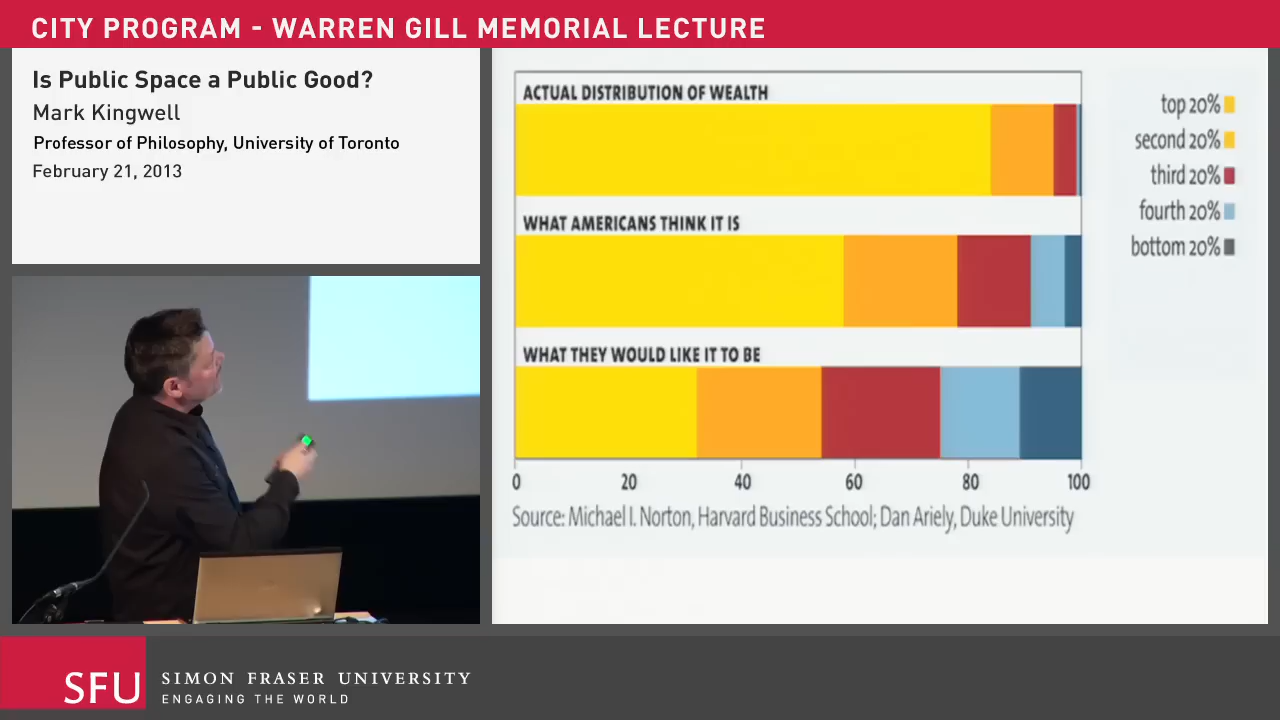 CITY PROGRAM - WARREN GILL MEMORIAL LECTURE
Is Public Space a Public Good?
Mark Kingwell
Professor of Philosophy, University of Toronto
February 21, 2013
ACTUAL DISTRIBUTION OF WEALTH
WHAT AMERICANS THINK IT IS
WHAT THEY WOULD LIKE IT TO BE
0 20 40 60 80 100
Source: Michael I. Norton, Harvard Business School; Dan Ariely, Duke University
top 20%
second 20%
third 20%
fourth 20%
bottom 20%
SFU
SIMON FRASER UNIVERSITY
ENGAGING THE WORLD